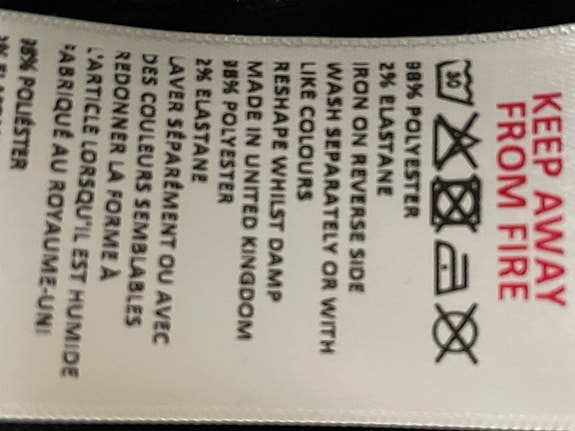 KEEP AWAY
FROM FIRE
30
98% POLYESTER
2% ELASTANE
IRON ON REVERSE SIDE
WASH SEPARATELY OR WITH
LIKE COLOURS
RESHAPE WHILST DAMP
MADE IN UNITED KINGDOM
98% POLYESTER
2% ELASTANE
LAVER SÉPARÉMENT OU AVEC
DES COULEURS SEMBLABLES
REDONNER LA FORME À
L'ARTICLE LORSQU'IL EST HUMIDE
FABRIQUÉ AU ROYAUME-UNI
98% POLIÉSTER